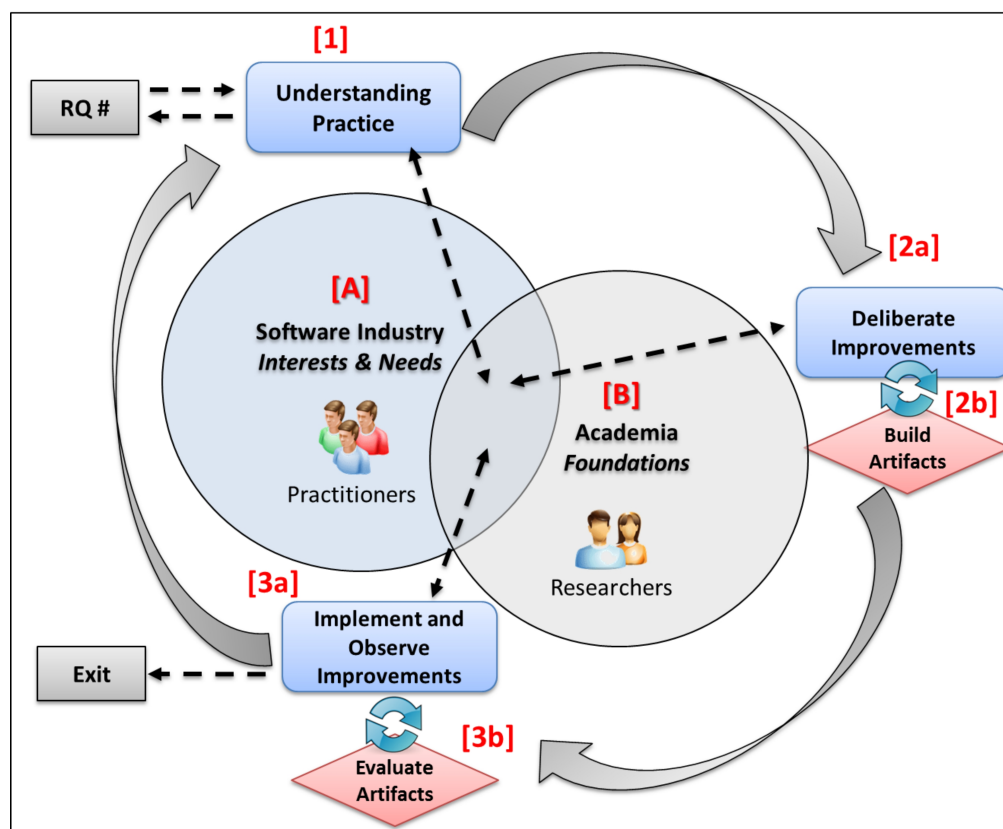 [1]
Understanding
Practice
RQ #
[2a]
Deliberate
Improvements
[2b]
Build
Artifacts
[A]
Software Industry
Interests & Needs
Practitioners
[B]
Academia
Foundations
Researchers
[3a]
Implement and
Observe
Improvements
Exit
[3b]
Evaluate
Artifacts